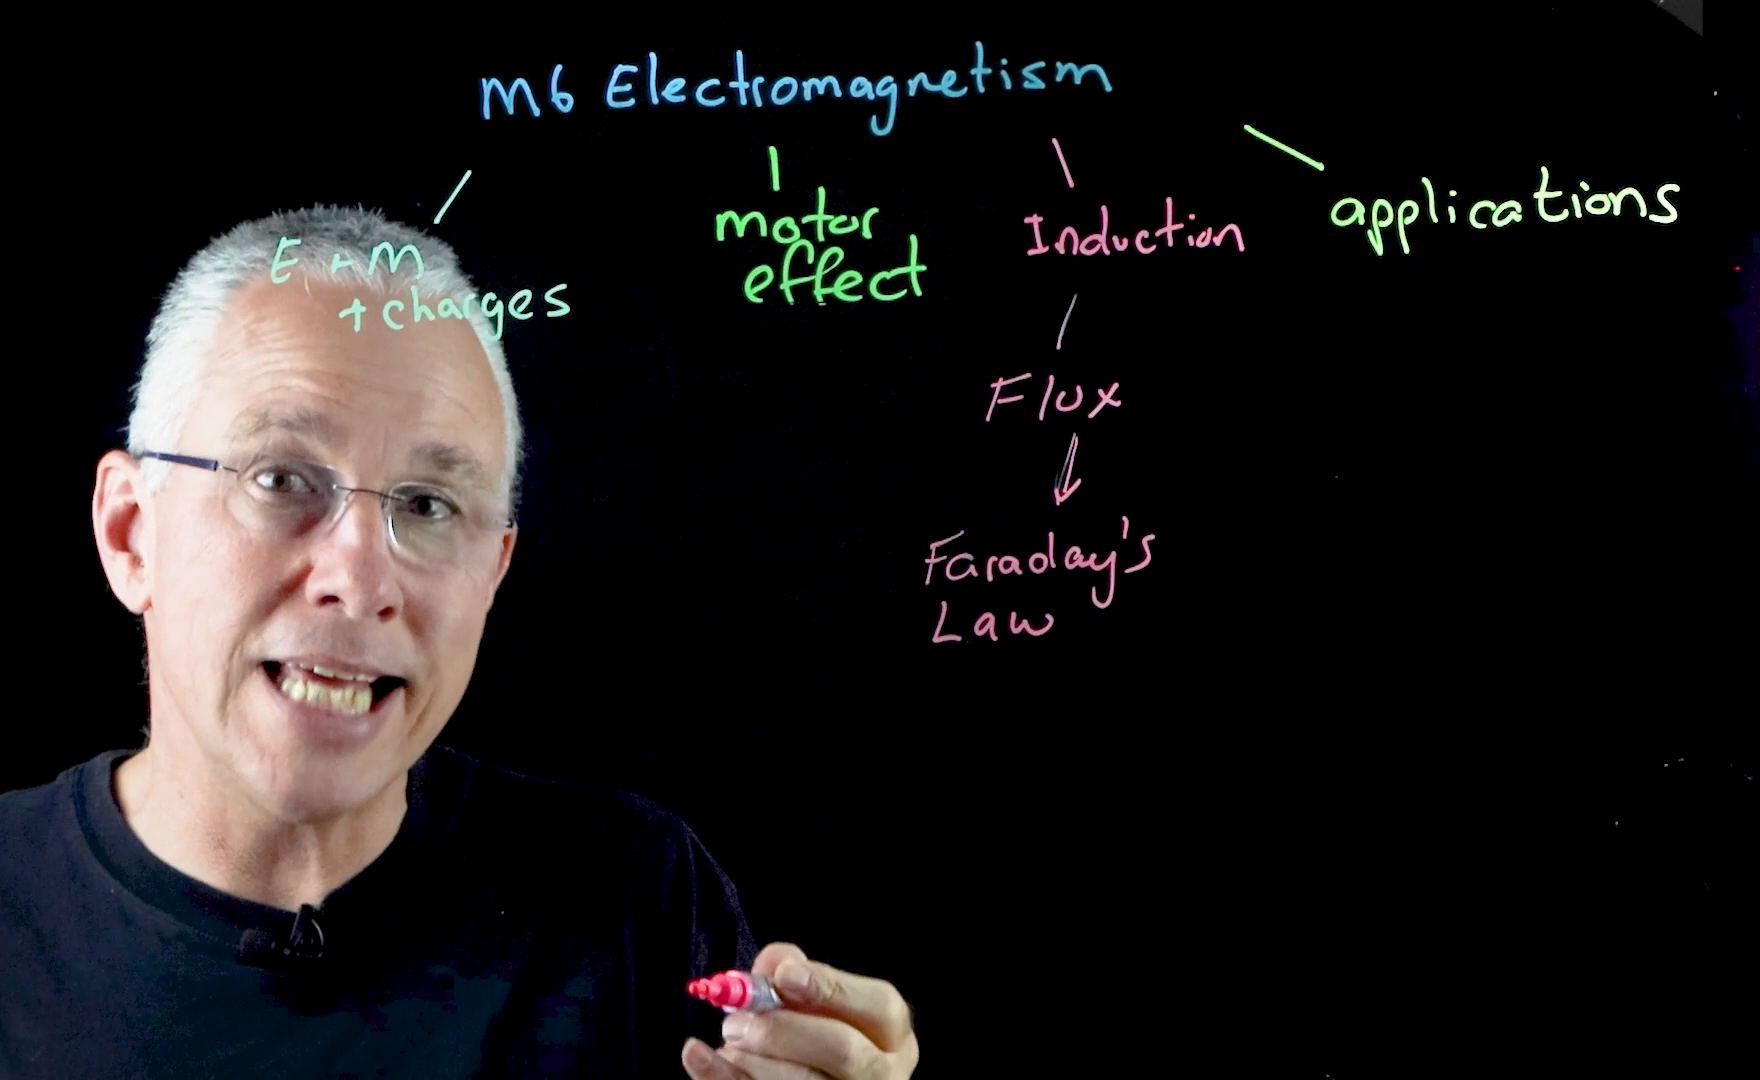 M6 Electromagnetism
E + M
+ charges
motor
effect
Induction
applications
Flux
Faraday's
Law